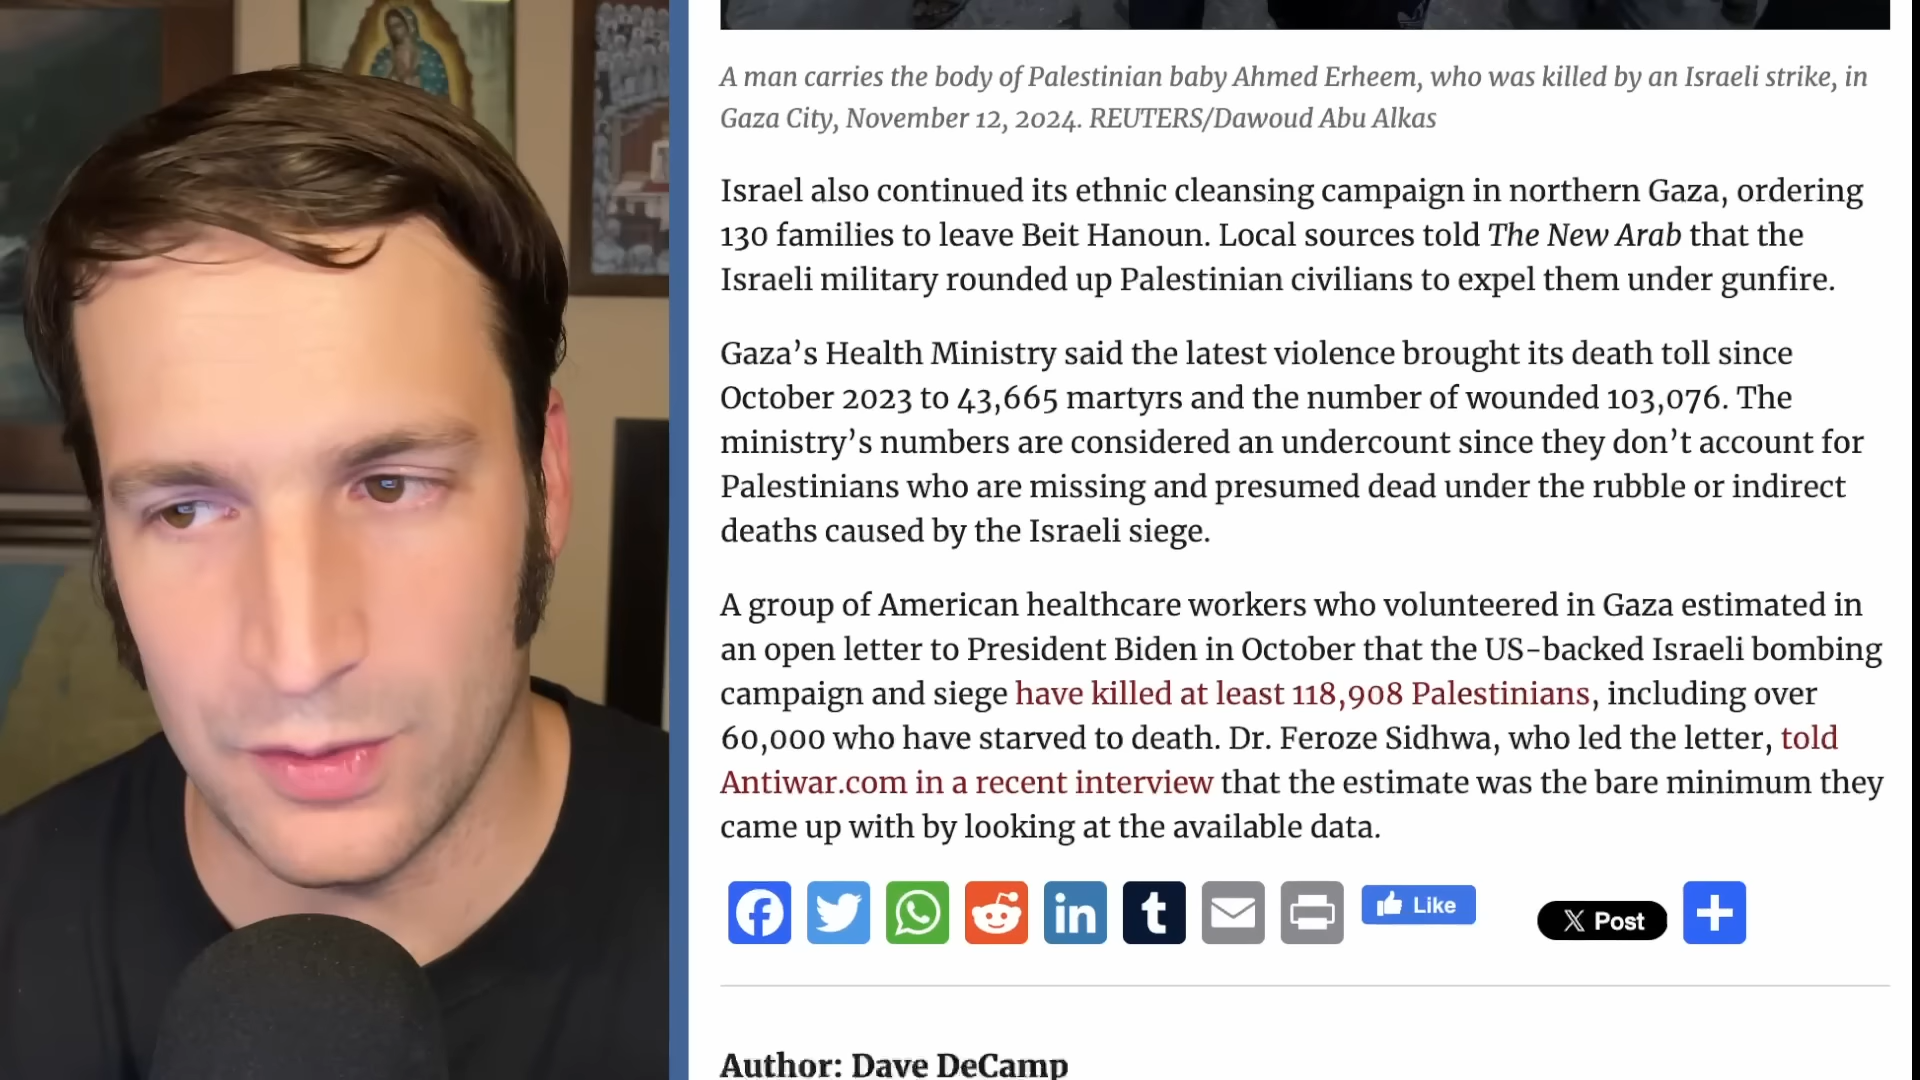 A man carries the body of Palestinian baby Ahmed Erheem, who was killed by an Israeli strike, in
Gaza City, November 12, 2024. REUTERS/Dawoud Abu Alkas
Israel also continued its ethnic cleansing campaign in northern Gaza, ordering
130 families to leave Beit Hanoun. Local sources told The New Arab that the
Israeli military rounded up Palestinian civilians to expel them under gunfire.
Gaza’s Health Ministry said the latest violence brought its death toll since
October 2023 to 43,665 martyrs and the number of wounded 103,076. The
ministry’s numbers are considered an undercount since they don’t account for
Palestinians who are missing and presumed dead under the rubble or indirect
deaths caused by the Israeli siege.
A group of American healthcare workers who volunteered in Gaza estimated in
an open letter to President Biden in October that the US-backed Israeli bombing
campaign and siege have killed at least 118,908 Palestinians, including over
60,000 who have starved to death. Dr. Feroze Sidhwa, who led the letter, told
Antiwar.com in a recent interview that the estimate was the bare minimum they
came up with by looking at the available data.
Like
X Post
Author: Dave DeCamp